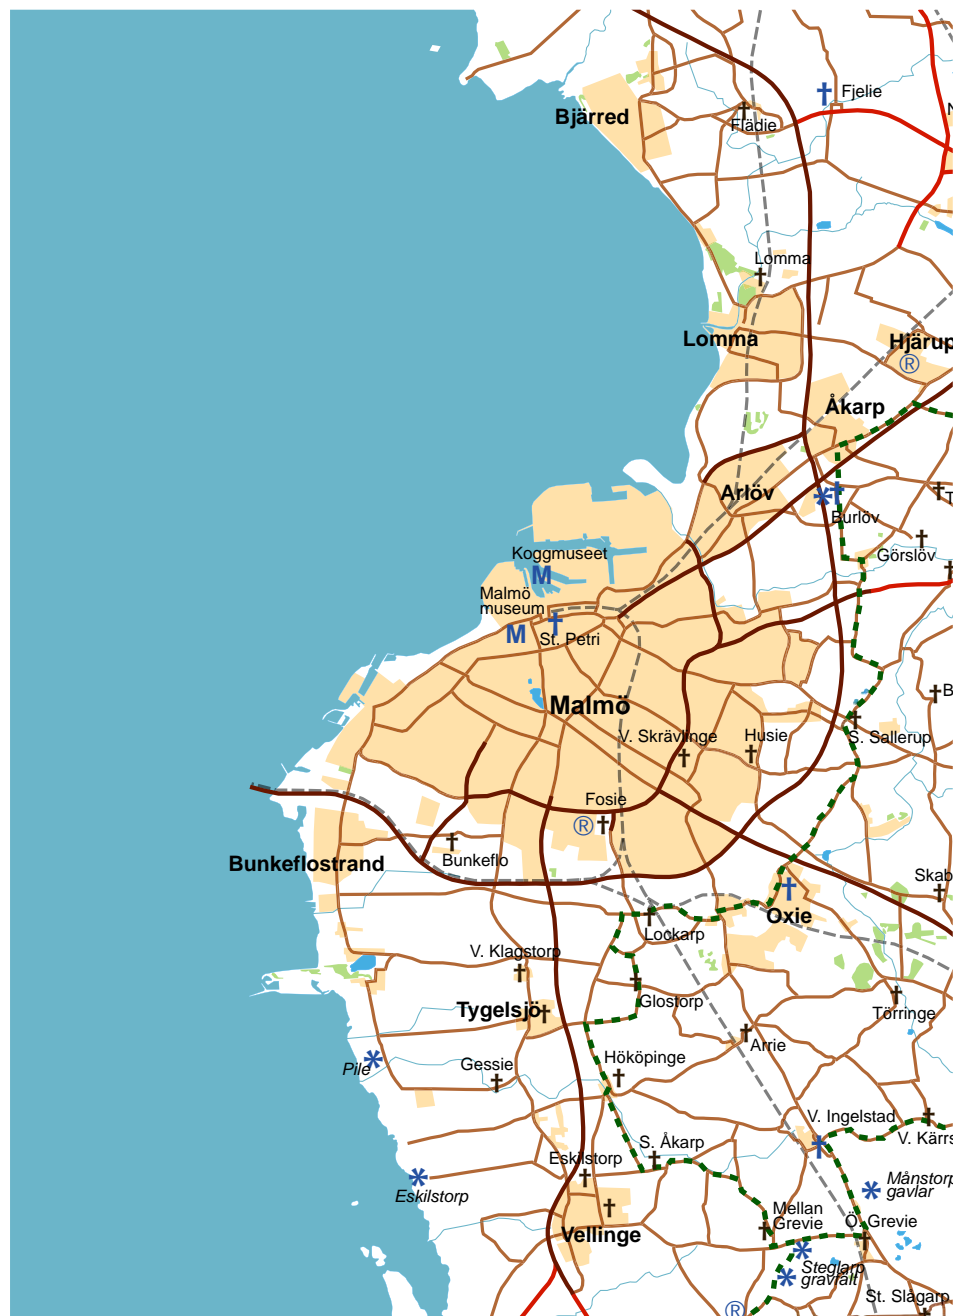 Fjelie
Bjärred
Flädie
Lomma
Lomma
Hjärup
®
Åkarp
Arlöv
Burlöv
Koggmuseet
M
Görslöv
Malmö
museum
M
St. Petri
Malmö
V. Skrävlinge
Husie
S. Sallerup
Fosie
®
Bunkeflo
Bunkeflostrand
Skab
Oxie
Lockarp
V. Klagstorp
Glostorp
Törringe
Tygelsjö
Arrie
Pile
Gessie
Hököpinge
V. Ingelstad
V. Kärrs
S. Åkarp
Eskilstorp
Eskilstorp
Månstorp
gavlar
Mellan
Grevie
Ö. Grevie
Vellinge
Steglarp
gravfält
St. Slågarp
®